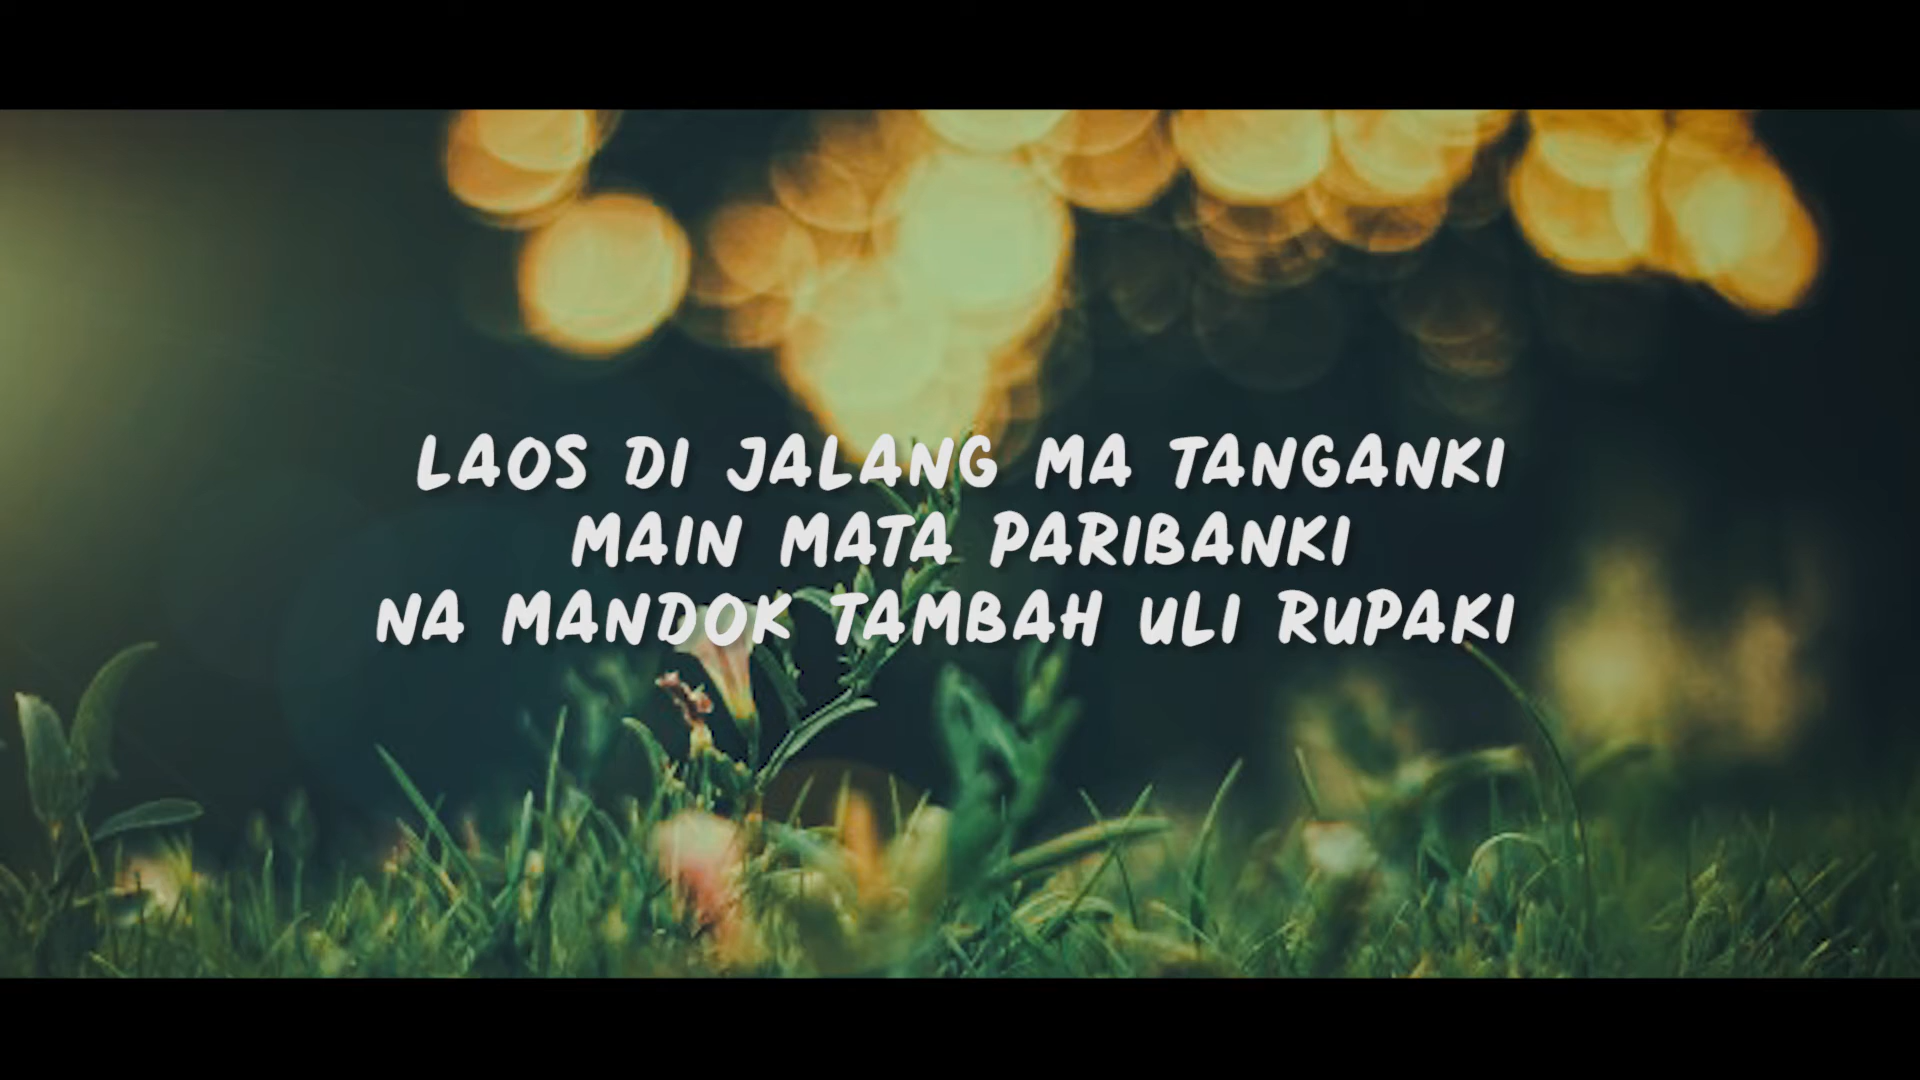 LAOS DI JALANG MA TANGANKI
MAIN MATA PARIBANKI
NA MANDOK TAMBAH ULI RUPAKI